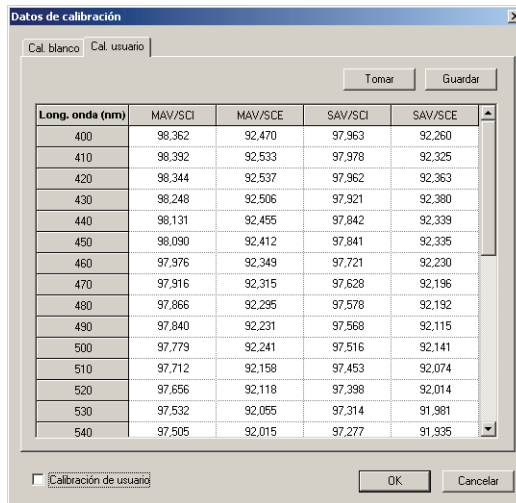 Datos de calibración
Cal. blanco Cal. usuario
Tomar Guardar
Long. onda (nm) MAV/SCI MAV/SCE SAV/SCI SAV/SCE
400 98,362 92,470 97,963 92,260
410 98,392 92,533 97,978 92,325
420 98,344 92,537 97,962 92,363
430 98,248 92,506 97,921 92,380
440 98,131 92,455 97,842 92,339
450 98,090 92,412 97,841 92,335
460 97,976 92,349 97,721 92,230
470 97,916 92,315 97,628 92,196
480 97,866 92,295 97,578 92,192
490 97,840 92,231 97,568 92,115
500 97,779 92,241 97,516 92,141
510 97,712 92,158 97,453 92,074
520 97,656 92,118 97,398 92,014
530 97,532 92,055 97,314 91,981
540 97,505 92,015 97,277 91,935
Calibración de usuario OK Cancelar